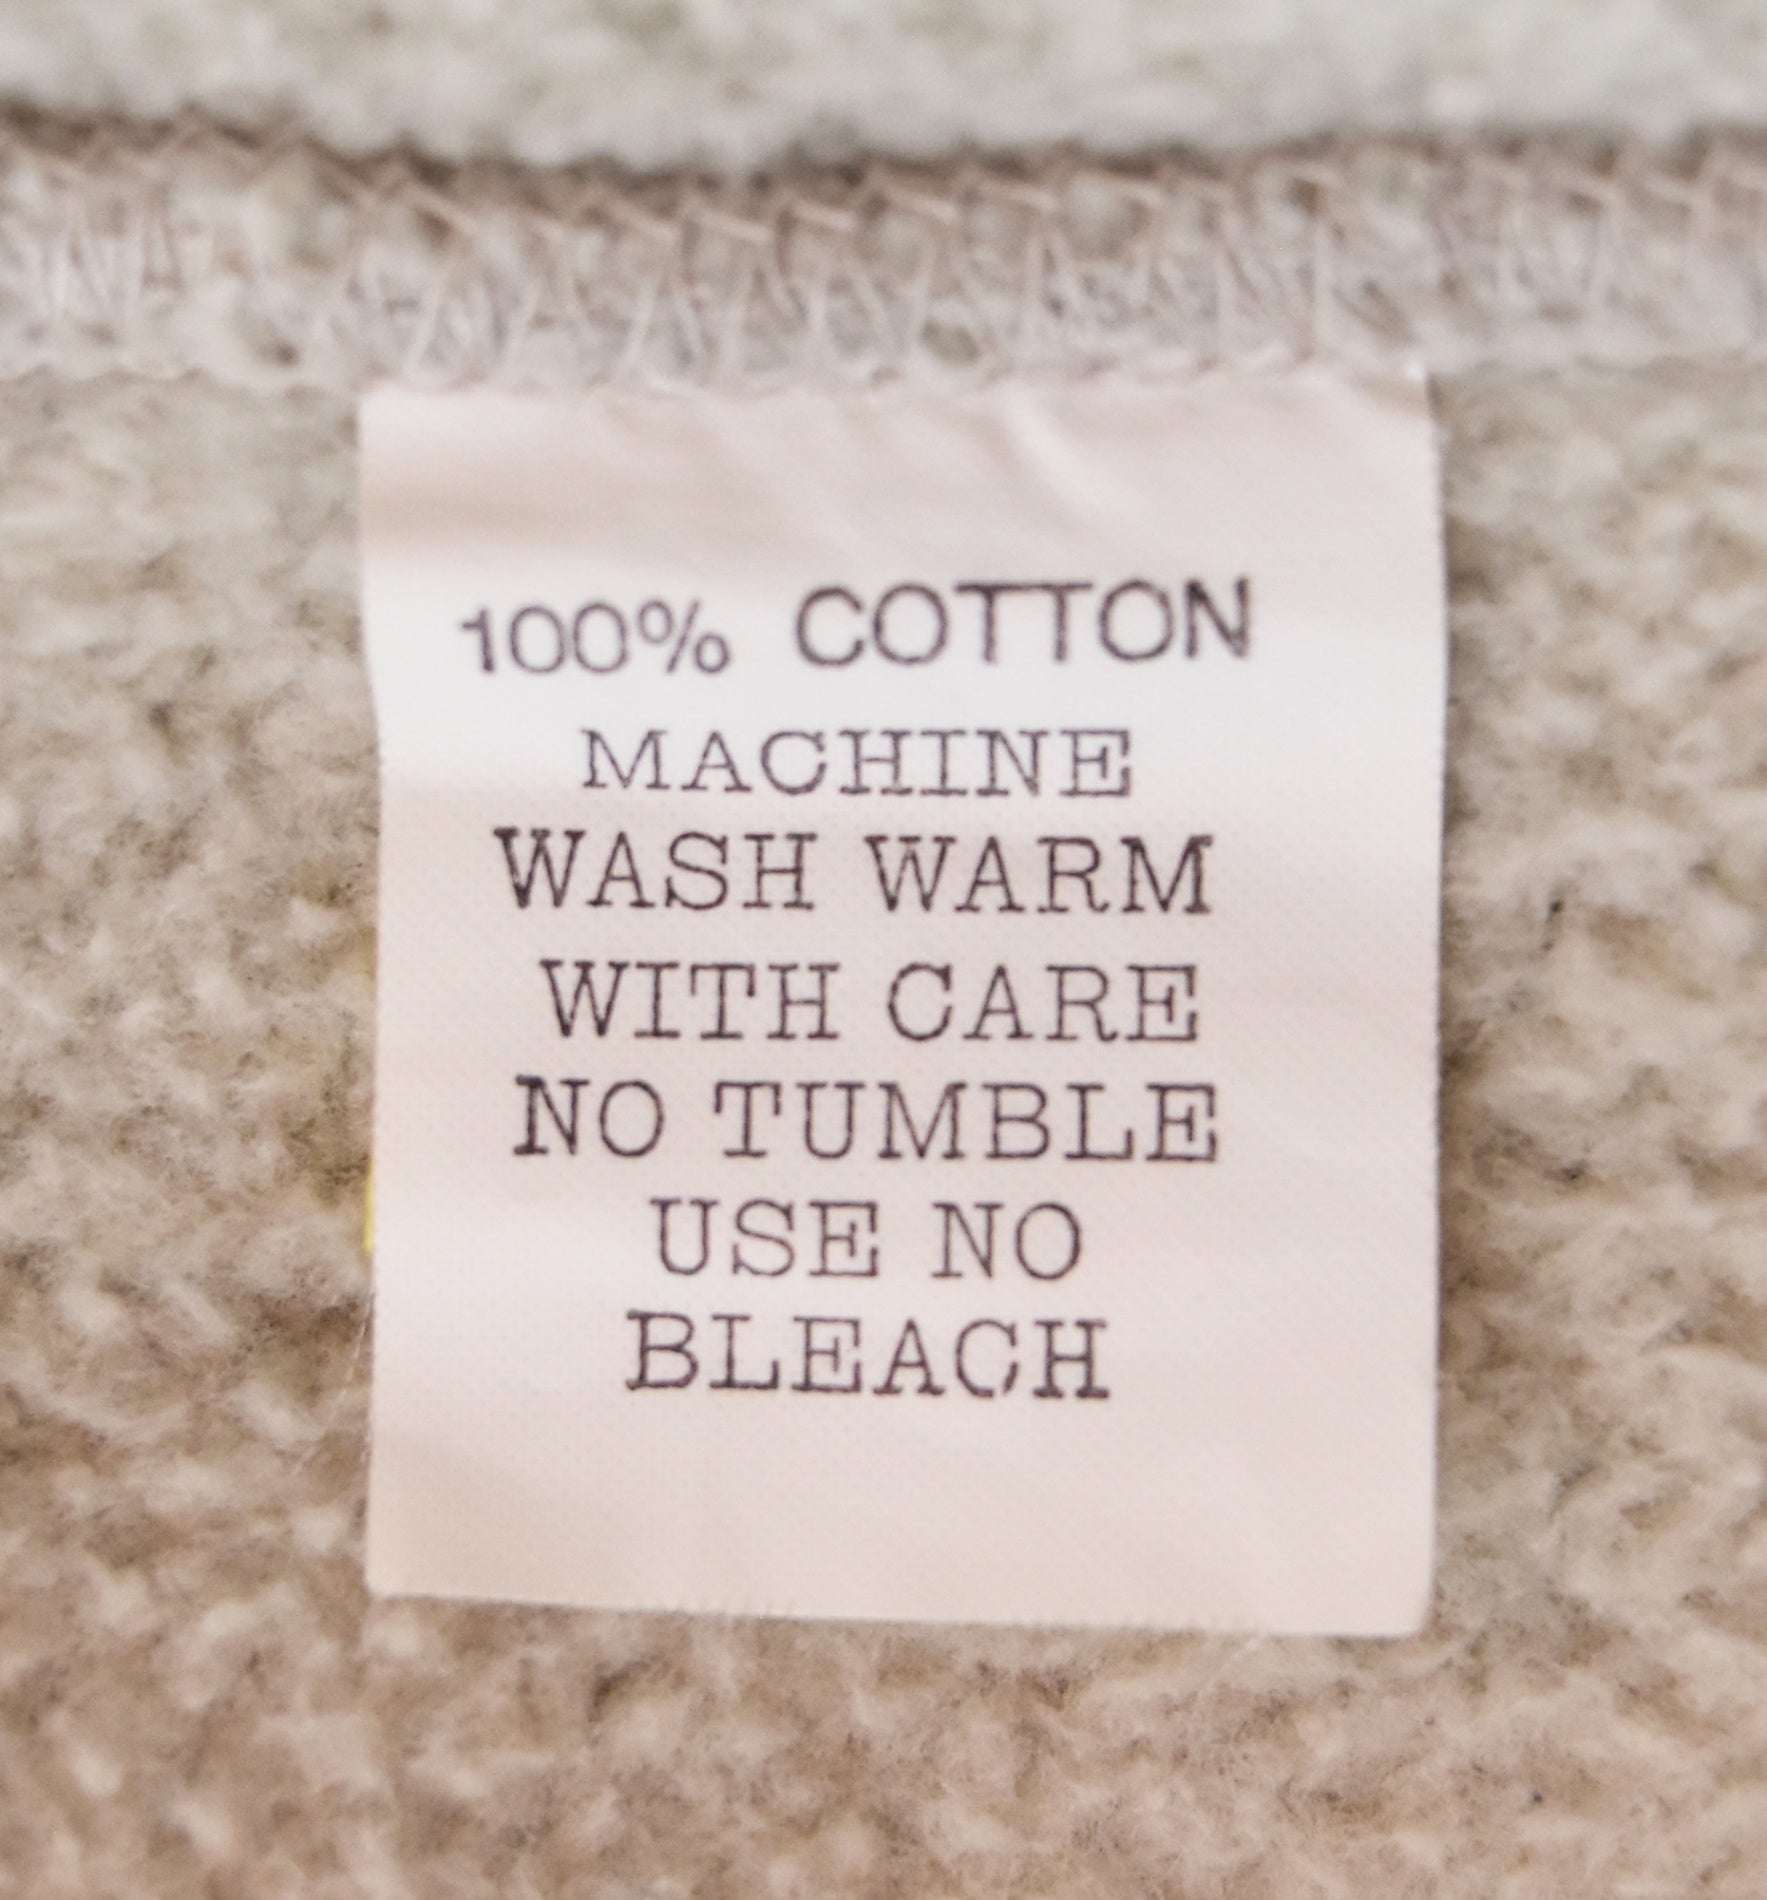 100% COTTON
MACHINE
WASH WARM
WITH CARE
NO TUMBLE
USE NO
BLEACH